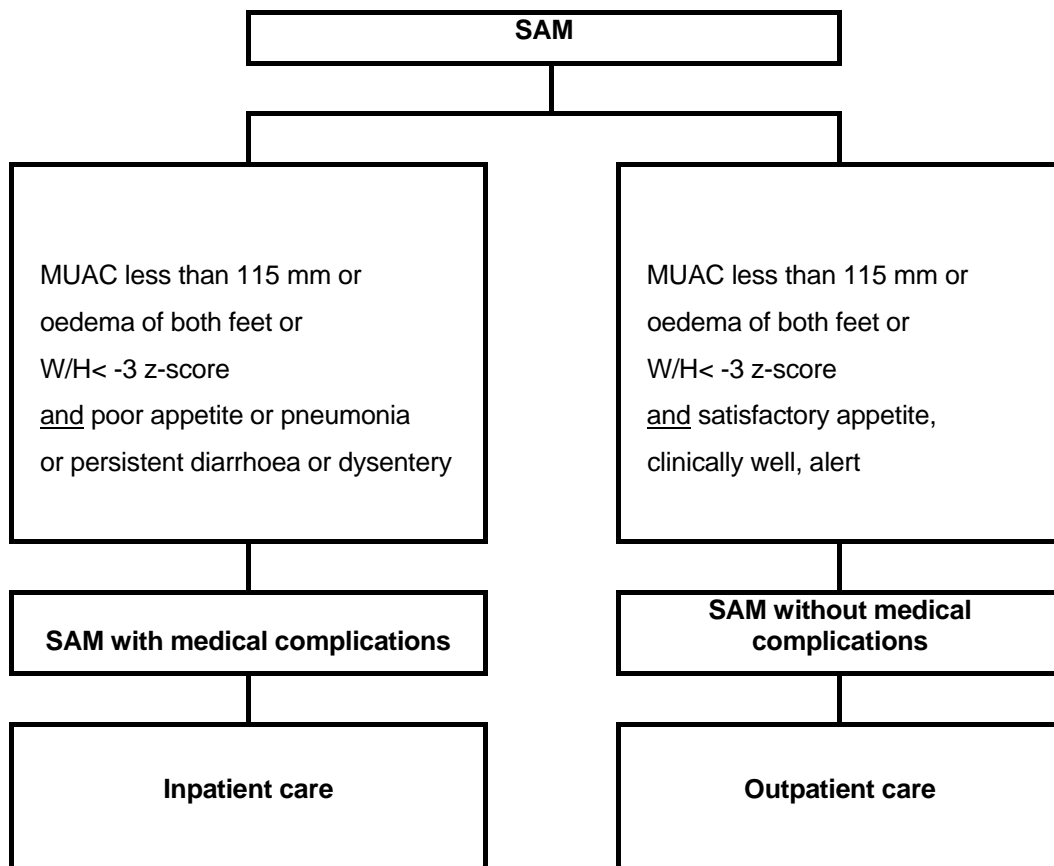 SAM
MUAC less than 115 mm or
oedema of both feet or
W/H< -3 z-score
and poor appetite or pneumonia
or persistent diarrhoea or dysentery
MUAC less than 115 mm or
oedema of both feet or
W/H< -3 z-score
and satisfactory appetite,
clinically well, alert
SAM with medical complications
SAM without medical
complications
Inpatient care
Outpatient care